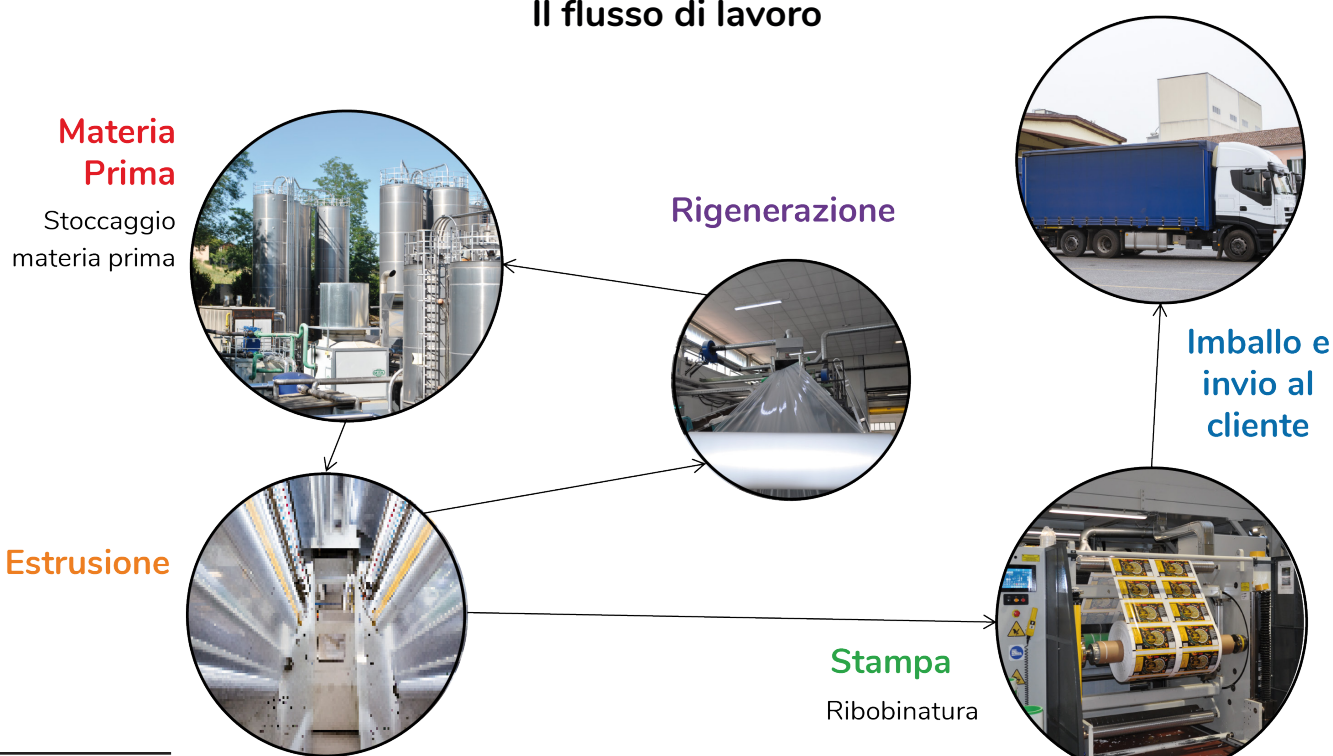 Il flusso di lavoro
Materia
Prima
Stoccaggio
materia prima
Rigenerazione
Imballo e
invio al
cliente
Estrusione
Stampa
Ribobinatura